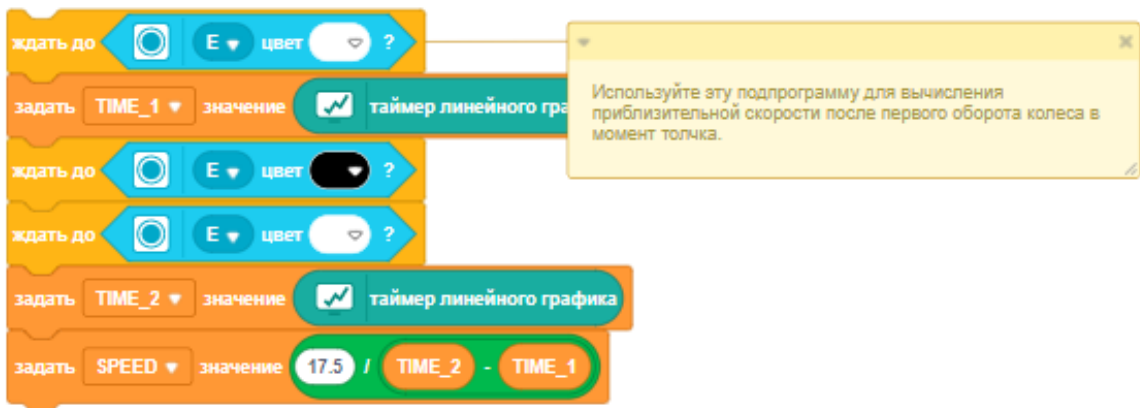 ждать до E цвет ?
задать TIME_1 значение таймер линейного гра
Используйте эту подпрограмму для вычисления
приблизительной скорости после первого оборота колеса в
момент толчка.
ждать до E цвет ?
ждать до E цвет ?
задать TIME_2 значение таймер линейного графика
задать SPEED значение 17.5 / TIME_2 - TIME_1